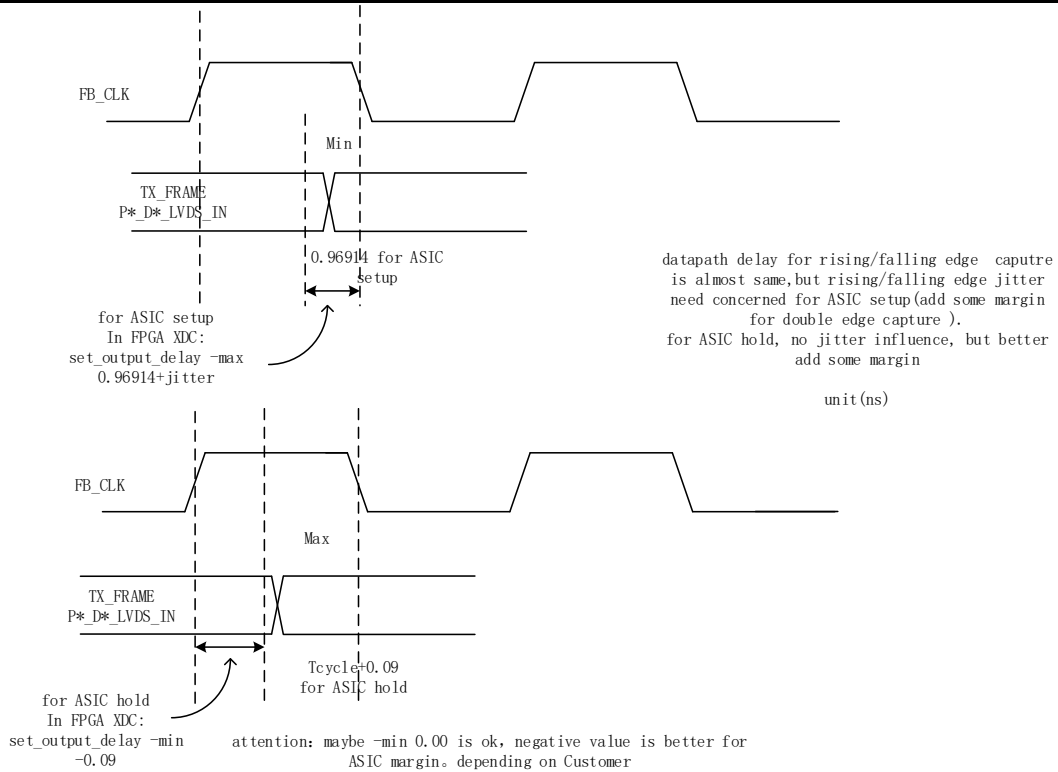 FB_CLK
Min
TX_FRAME
P*_D*_LVDS_IN
0.96914 for ASIC
setup
for ASIC setup
In FPGA XDC:
set_output_delay -max
0.96914+jitter
datapath delay for rising/falling edge caputre
is almost same,but rising/falling edge jitter
need concerned for ASIC setup(add some margin
for double edge capture ).
for ASIC hold, no jitter influence, but better
add some margin
unit(ns)
FB_CLK
Max
TX_FRAME
P*_D*_LVDS_IN
Tcycle+0.09
for ASIC hold
for ASIC hold
In FPGA XDC:
set_output_delay -min
-0.09
attention: maybe -min 0.00 is ok, negative value is better for
ASIC margin。depending on Customer